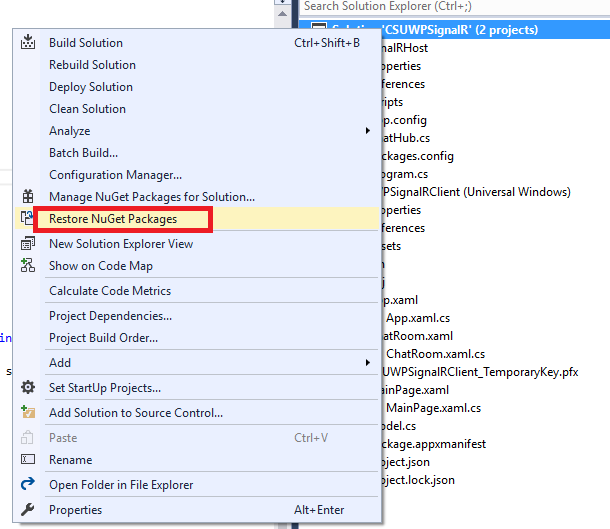 Search Solution Explorer (Ctrl+;)
Solution 'CSUWPSignalR' (2 projects)
Build Solution Ctrl+Shift+B
Rebuild Solution
Deploy Solution
Clean Solution
Analyze
Batch Build...
Configuration Manager...
Manage NuGet Packages for Solution...
Restore NuGet Packages
New Solution Explorer View
Show on Code Map
Calculate Code Metrics
Project Dependencies...
Project Build Order...
Add
Set StartUp Projects...
Add Solution to Source Control...
Paste Ctrl+V
Rename
Open Folder in File Explorer
Properties Alt+Enter
in
s
nalRHost
operties
ferences
ripts
pp.config
atHub.cs
ckages.config
ogram.cs
PSignalRClient (Universal Windows)
operties
ferences
sets
n
j
pp.xaml
App.xaml.cs
hatRoom.xaml
ChatRoom.xaml.cs
UWPSignalRClient_TemporaryKey.pfx
ainPage.xaml
MainPage.xaml.cs
odel.cs
ckage.appxmanifest
oject.json
oject.lock.json